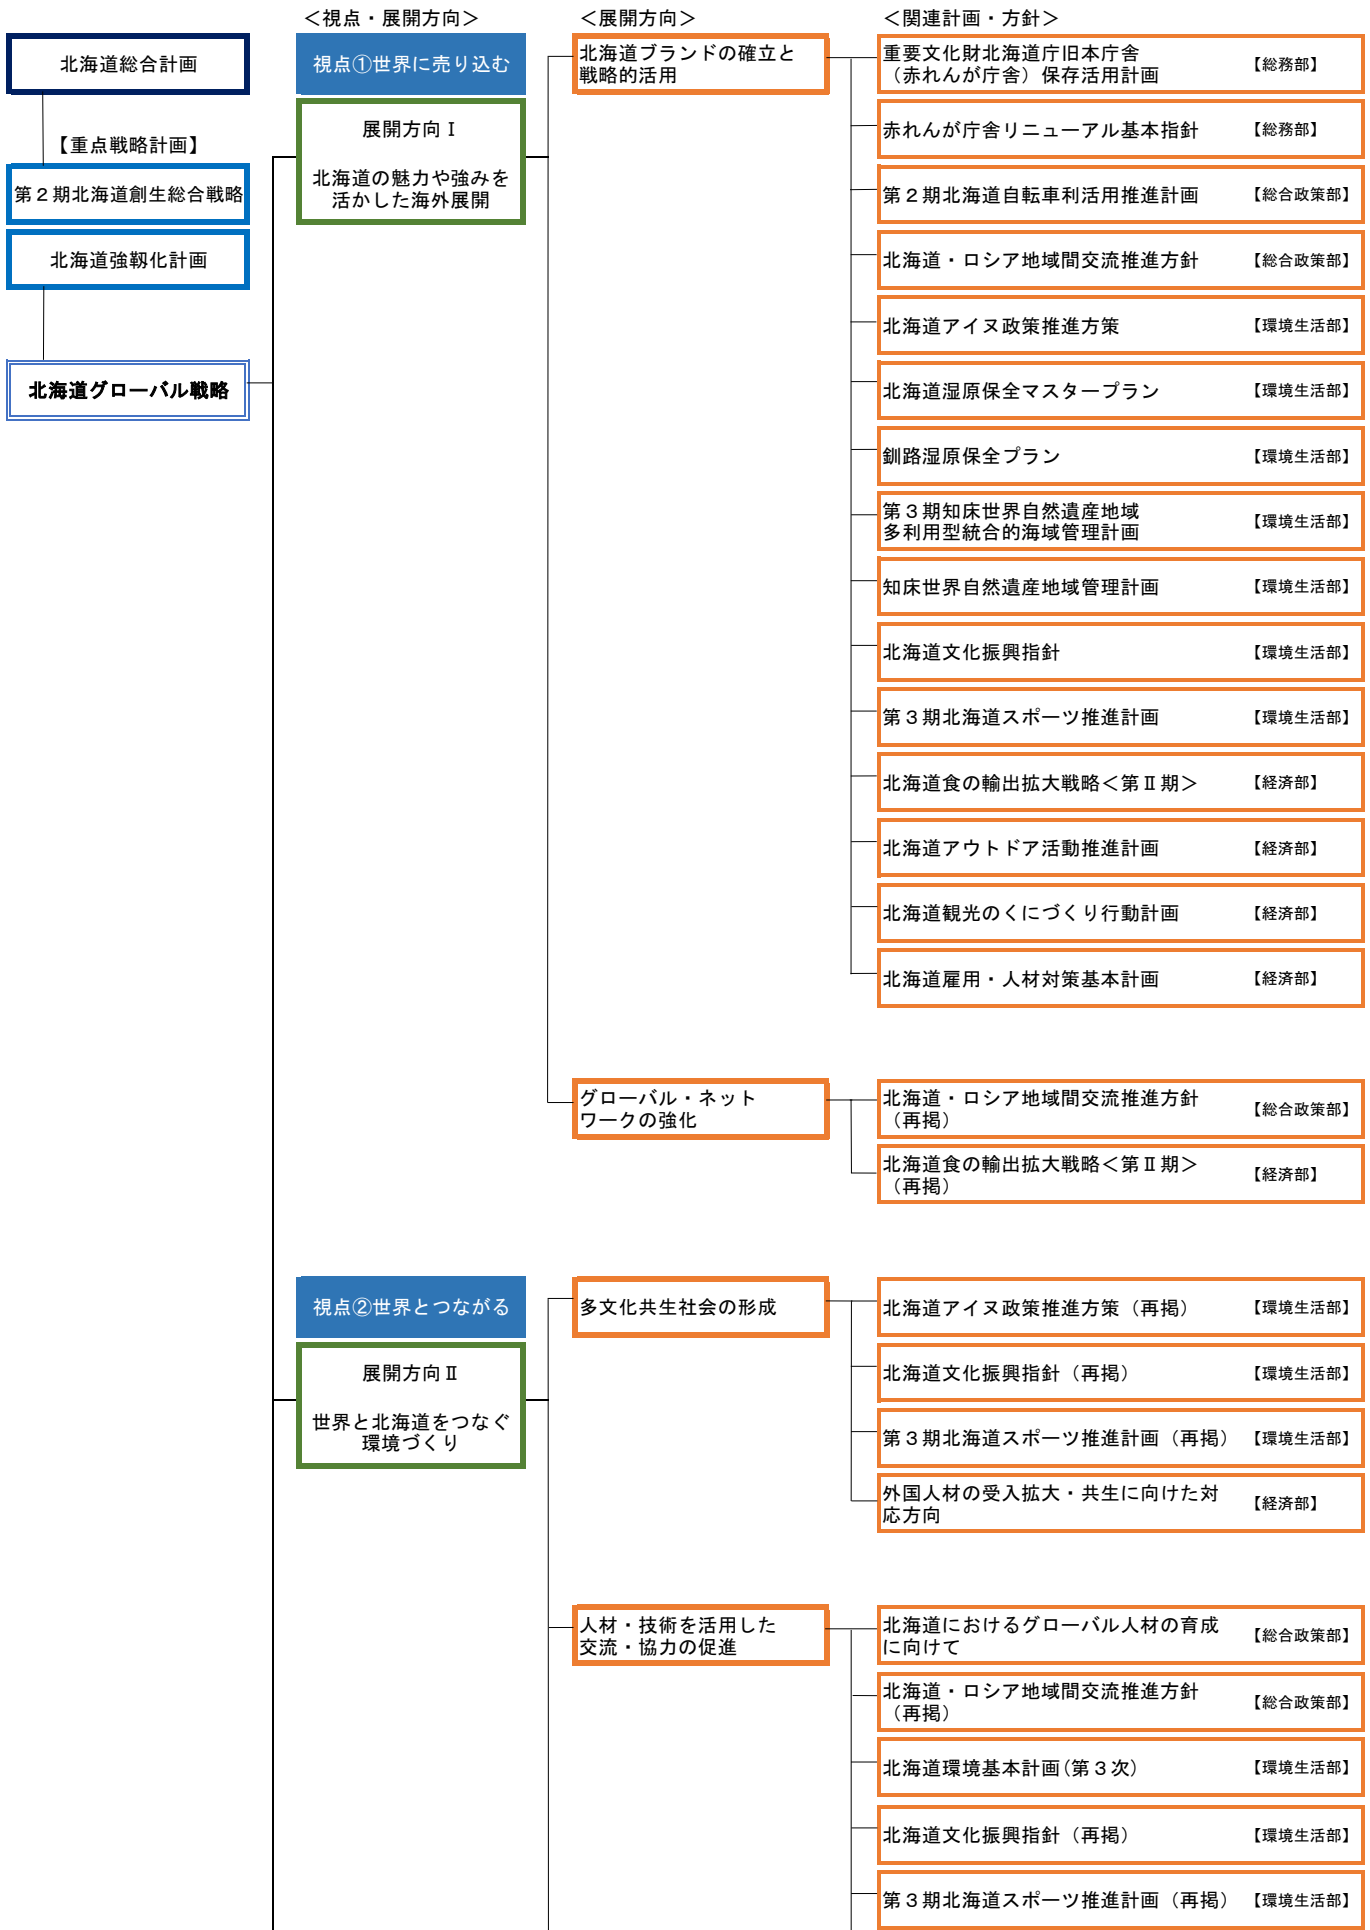 ＜視点・展開方向＞
＜展開方向＞
＜関連計画・方針＞
北海道総合計画
【重点戦略計画】
第２期北海道創生総合戦略
北海道強靱化計画
北海道グローバル戦略
視点①世界に売り込む
展開方向Ⅰ
北海道の魅力や強みを
活かした海外展開
北海道ブランドの確立と
戦略的活用
重要文化財北海道庁旧本庁舎
（赤れんが庁舎）保存活用計画
【総務部】
赤れんが庁舎リニューアル基本指針
【総務部】
第２期北海道自転車利活用推進計画
【総合政策部】
北海道・ロシア地域間交流推進方針
【総合政策部】
北海道アイヌ政策推進方策
【環境生活部】
北海道湿原保全マスタープラン
【環境生活部】
釧路湿原保全プラン
【環境生活部】
第３期知床世界自然遺産地域
多利用型統合的海域管理計画
【環境生活部】
知床世界自然遺産地域管理計画
【環境生活部】
北海道文化振興指針
【環境生活部】
第３期北海道スポーツ推進計画
【環境生活部】
北海道食の輸出拡大戦略＜第Ⅱ期＞
【経済部】
北海道アウトドア活動推進計画
【経済部】
北海道観光のくにづくり行動計画
【経済部】
北海道雇用・人材対策基本計画
【経済部】
グローバル・ネット
ワークの強化
北海道・ロシア地域間交流推進方針
（再掲）
【総合政策部】
北海道食の輸出拡大戦略＜第Ⅱ期＞
（再掲）
【経済部】
視点②世界とつながる
展開方向Ⅱ
世界と北海道をつなぐ
環境づくり
多文化共生社会の形成
北海道アイヌ政策推進方策（再掲）
【環境生活部】
北海道文化振興指針（再掲）
【環境生活部】
第３期北海道スポーツ推進計画（再掲）
【環境生活部】
外国人材の受入拡大・共生に向けた対
応方向
【経済部】
人材・技術を活用した
交流・協力の促進
北海道におけるグローバル人材の育成
に向けて
【総合政策部】
北海道・ロシア地域間交流推進方針
（再掲）
【総合政策部】
北海道環境基本計画(第３次)
【環境生活部】
北海道文化振興指針（再掲）
【環境生活部】
第３期北海道スポーツ推進計画（再掲）
【環境生活部】